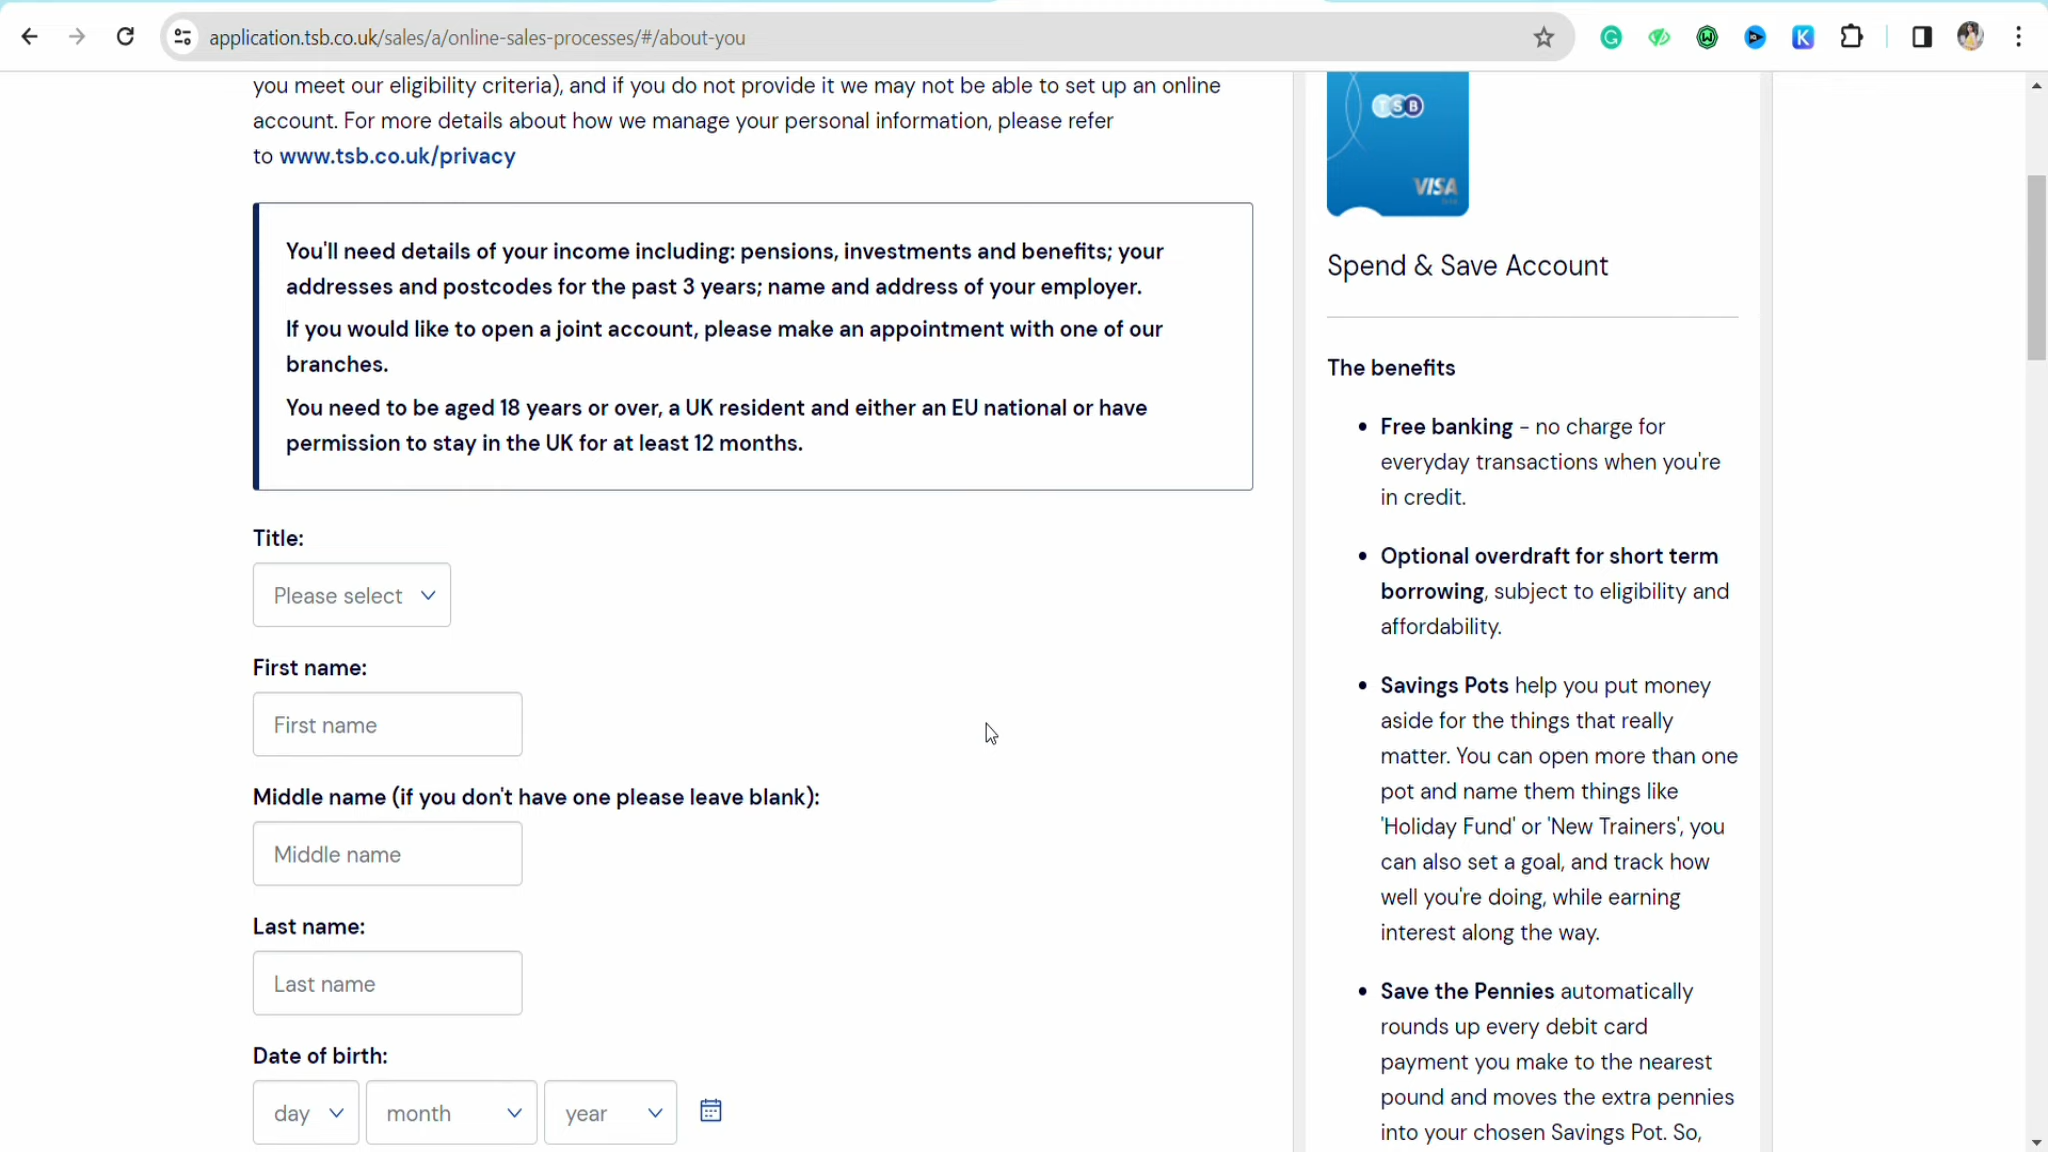 application.tsb.co.uk/sales/a/online-sales-processes/#/about-you
you meet our eligibility criteria), and if you do not provide it we may not be able to set up an online
account. For more details about how we manage your personal information, please refer
to www.tsb.co.uk/privacy
You'll need details of your income including: pensions, investments and benefits; your
addresses and postcodes for the past 3 years; name and address of your employer.
If you would like to open a joint account, please make an appointment with one of our
branches.
You need to be aged 18 years or over, a UK resident and either an EU national or have
permission to stay in the UK for at least 12 months.
Title:
Please select
First name:
First name
Middle name (if you don't have one please leave blank):
Middle name
Last name:
Last name
Date of birth:
day month year
TSB
VISA
Spend & Save Account
The benefits
• Free banking - no charge for
everyday transactions when you're
in credit.
• Optional overdraft for short term
borrowing, subject to eligibility and
affordability.
• Savings Pots help you put money
aside for the things that really
matter. You can open more than one
pot and name them things like
'Holiday Fund' or 'New Trainers', you
can also set a goal, and track how
well you're doing, while earning
interest along the way.
• Save the Pennies automatically
rounds up every debit card
payment you make to the nearest
pound and moves the extra pennies
into your chosen Savings Pot. So,